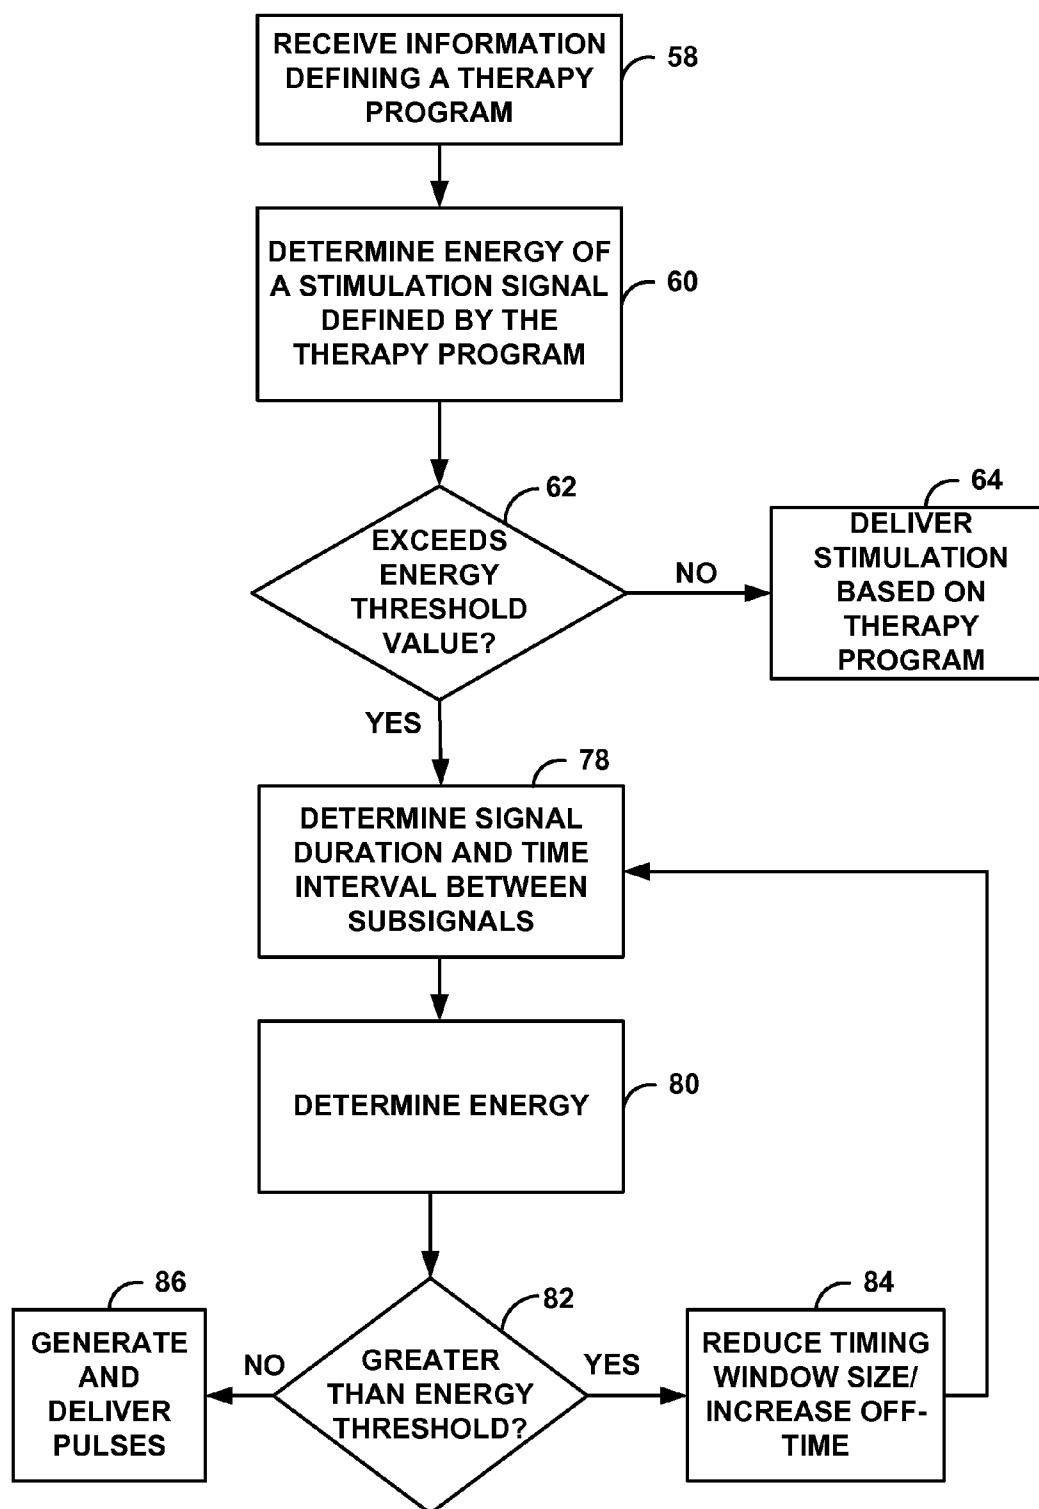 RECEIVE INFORMATION
DEFINING A THERAPY
PROGRAM
58
DETERMINE ENERGY OF
A STIMULATION SIGNAL
DEFINED BY THE
THERAPY PROGRAM
60
62
EXCEEDS
ENERGY
THRESHOLD
VALUE?
NO
64
DELIVER
STIMULATION
BASED ON
THERAPY
PROGRAM
YES
78
DETERMINE SIGNAL
DURATION AND TIME
INTERVAL BETWEEN
SUBSIGNALS
DETERMINE ENERGY
80
82
GREATER
THAN ENERGY
THRESHOLD?
NO
86
GENERATE
AND
DELIVER
PULSES
YES
84
REDUCE TIMING
WINDOW SIZE/
INCREASE OFF-
TIME